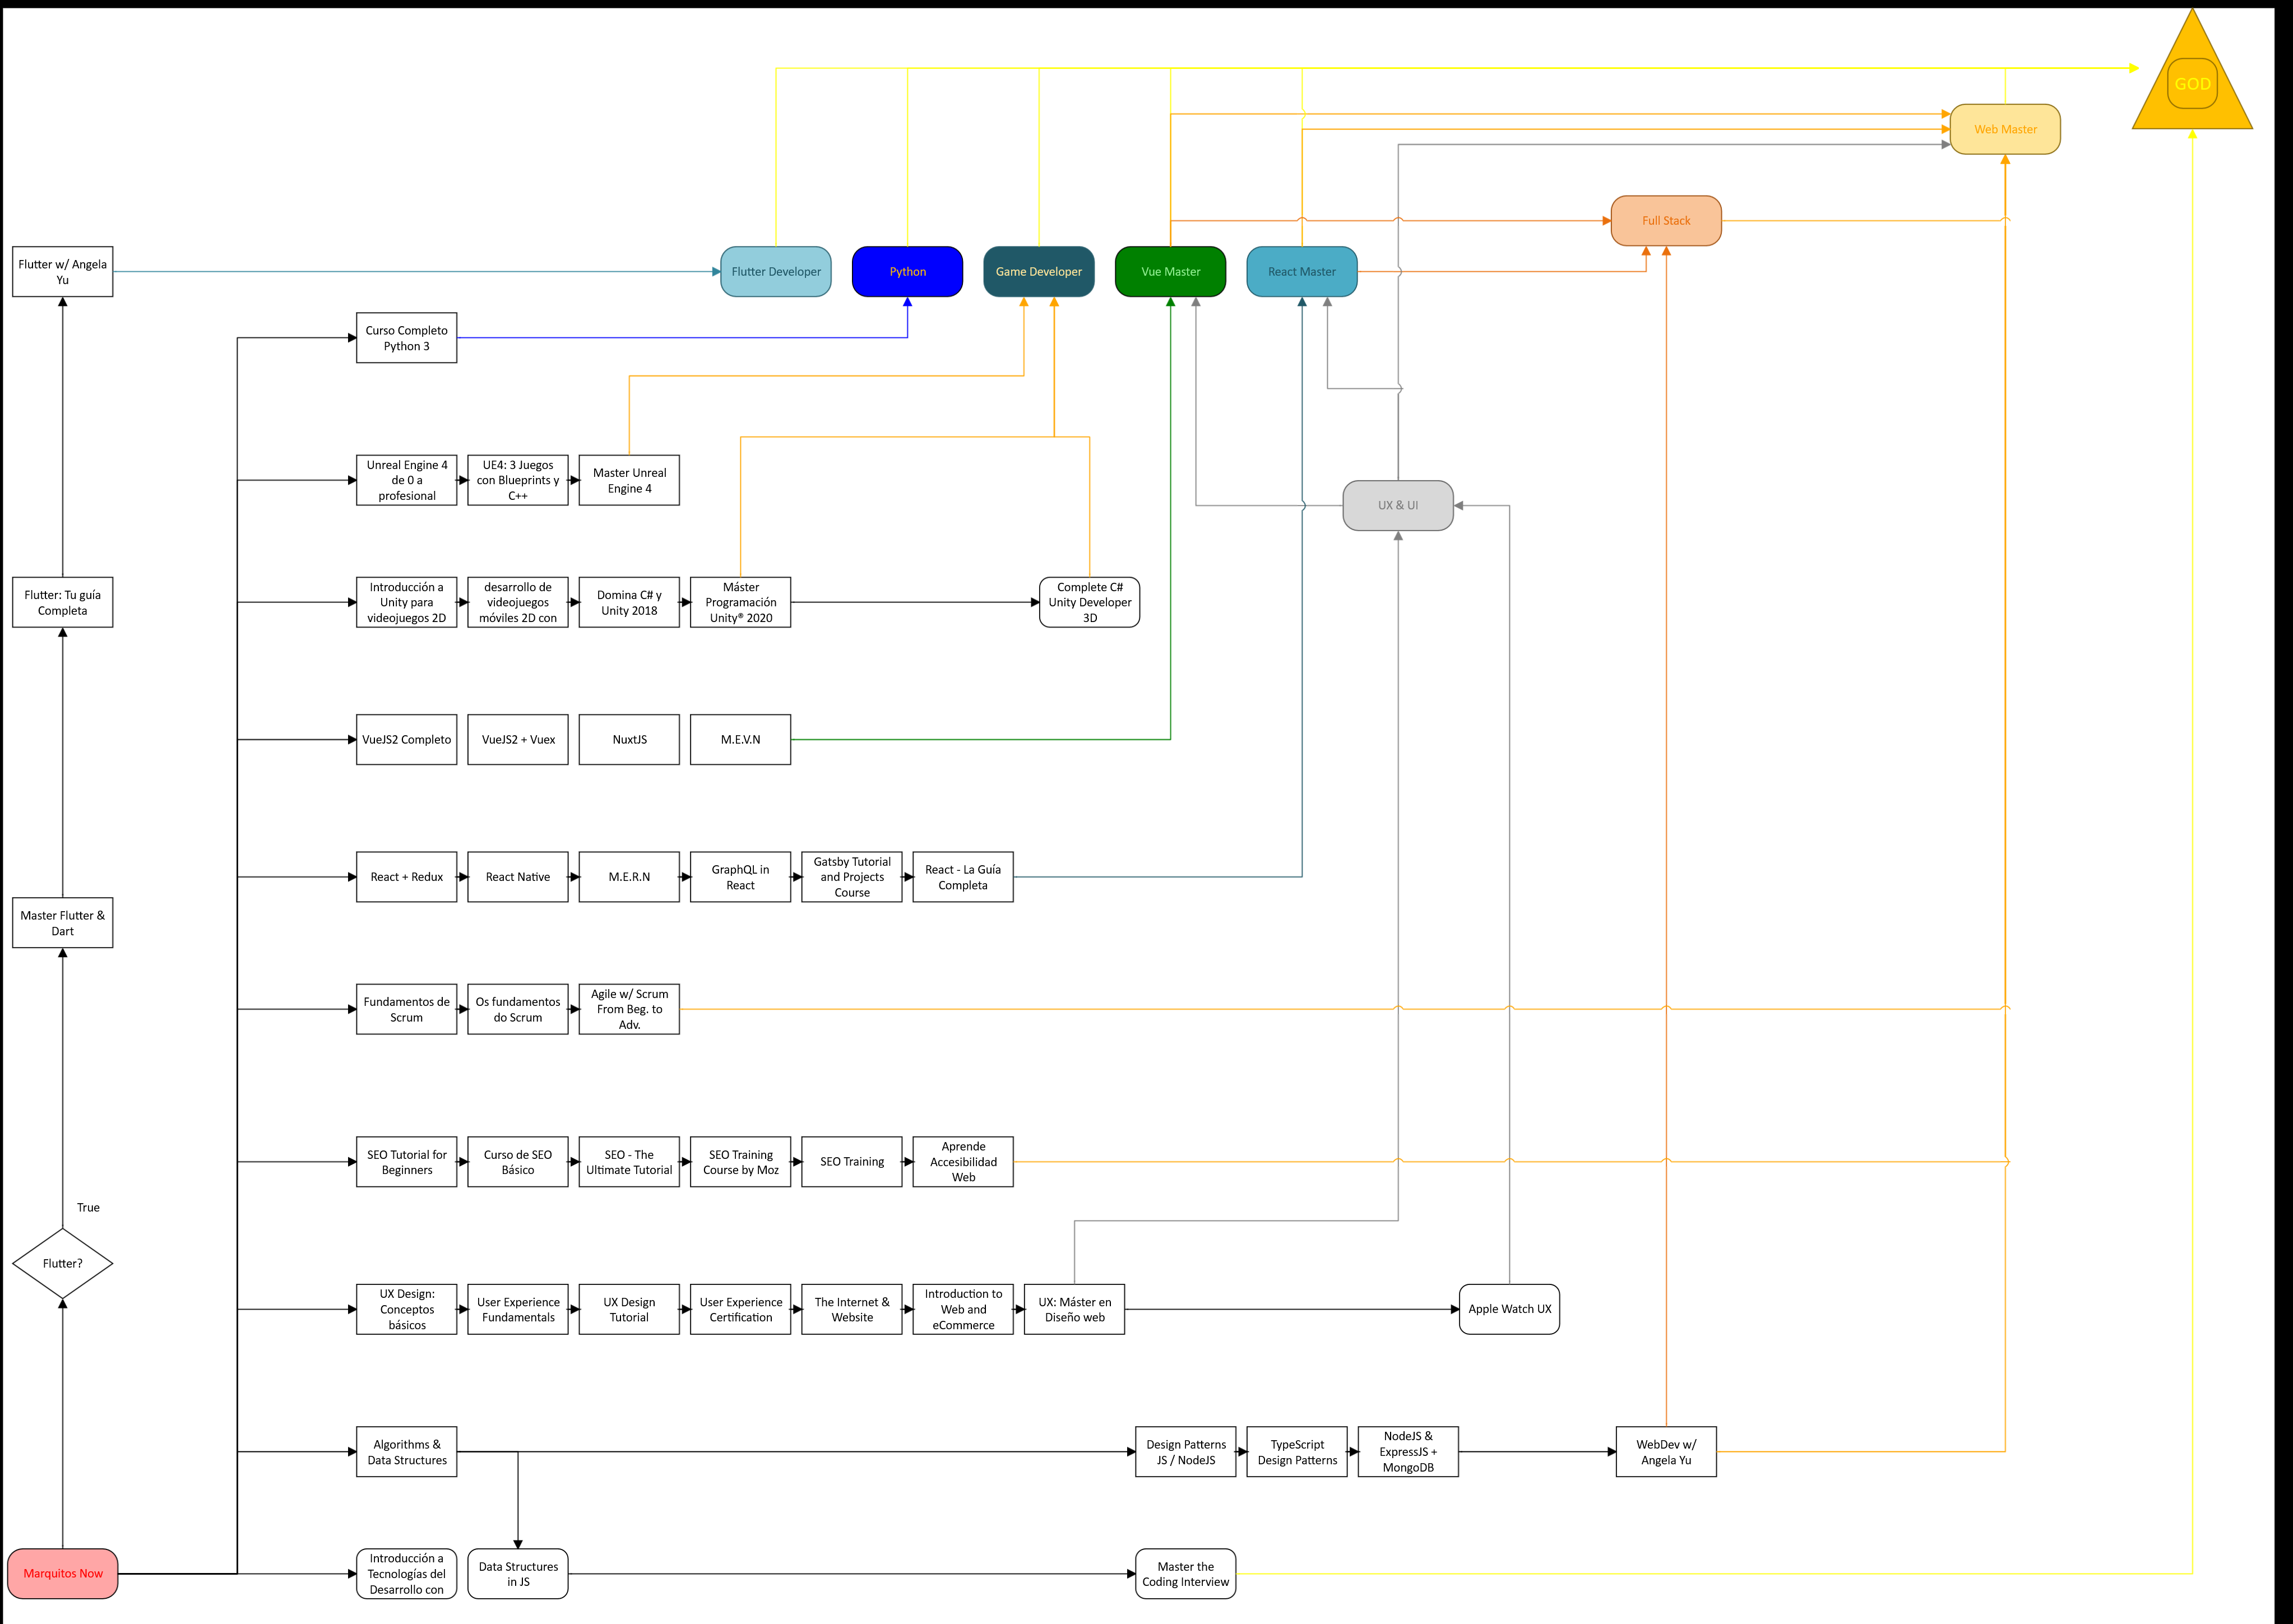 GOD
Web Master
Full Stack
Flutter w/ Angela
Yu
Flutter Developer
Python
Game Developer
Vue Master
React Master
Curso Completo
Python 3
Unreal Engine 4
de 0 a
profesional
UE4: 3 Juegos
con Blueprints y
C++
Master Unreal
Engine 4
UX & UI
Flutter: Tu guía
Completa
Introducción a
Unity para
videojuegos 2D
desarrollo de
videojuegos
móviles 2D con
Domina C# y
Unity 2018
Máster
Programación
Unity® 2020
Complete C#
Unity Developer
3D
VueJS2 Completo
VueJS2 + Vuex
NuxtJS
M.E.V.N
React + Redux
React Native
M.E.R.N
GraphQL in
React
Gatsby Tutorial
and Projects
Course
React - La Guía
Completa
Master Flutter &
Dart
Fundamentos de
Scrum
Os fundamentos
do Scrum
Agile w/ Scrum
From Beg. to
Adv.
SEO Tutorial for
Beginners
Curso de SEO
Básico
SEO - The
Ultimate Tutorial
SEO Training
Course by Moz
SEO Training
Aprende
Accesibilidad
Web
True
Flutter?
UX Design:
Conceptos
básicos
User Experience
Fundamentals
UX Design
Tutorial
User Experience
Certification
The Internet &
Website
Introduction to
Web and
eCommerce
UX: Máster en
Diseño web
Apple Watch UX
Algorithms &
Data Structures
Design Patterns
JS / NodeJS
TypeScript
Design Patterns
NodeJS &
ExpressJS +
MongoDB
WebDev w/
Angela Yu
Marquitos Now
Introducción a
Tecnologías del
Desarrollo con
Data Structures
in JS
Master the
Coding Interview